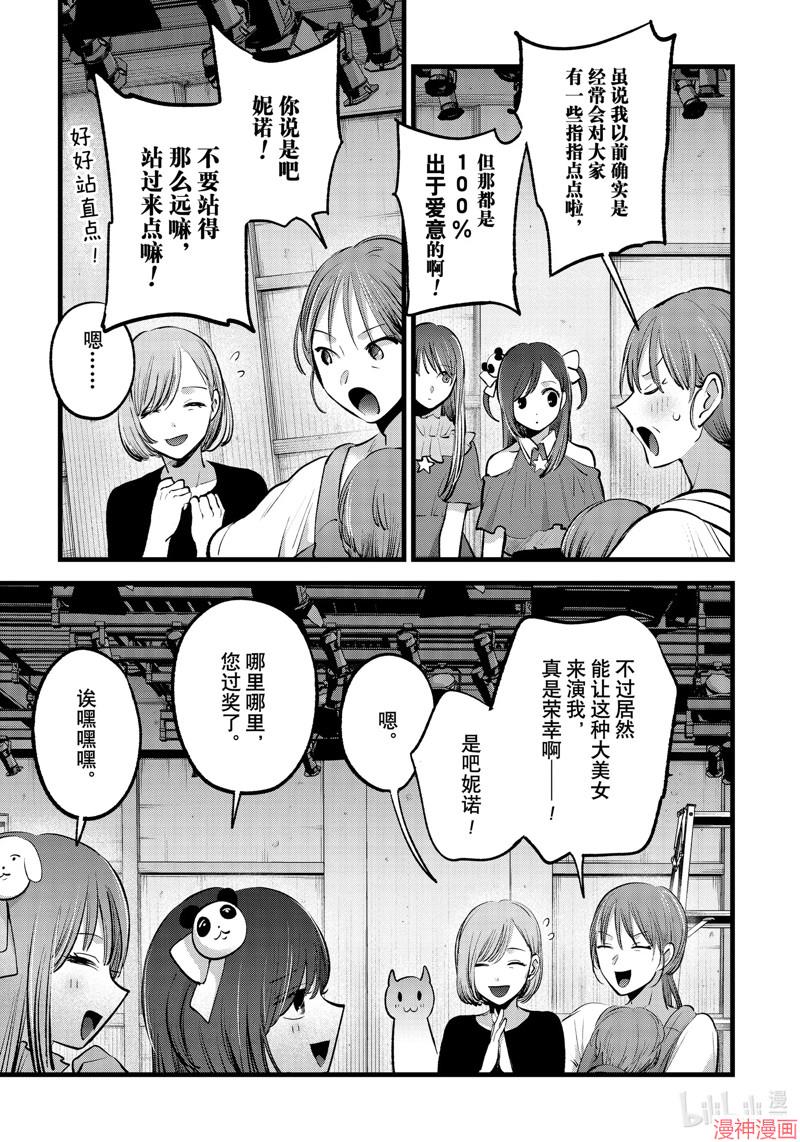 虽说我以前确实是
经常会对大家
有一些指指点点啦，
但那都是
100%
出于爱意
的啊！
你说是吧
妮诺！
不要站得
那么远嘛，
站过来点嘛！
好好站直点！
嗯……
不过居然
能让这种大美女
来演我，
真是荣幸啊——！
是吧妮诺！
嗯。
哪里哪里，
您过奖了。
诶嘿嘿嘿。
bilibili 漫
漫神漫画